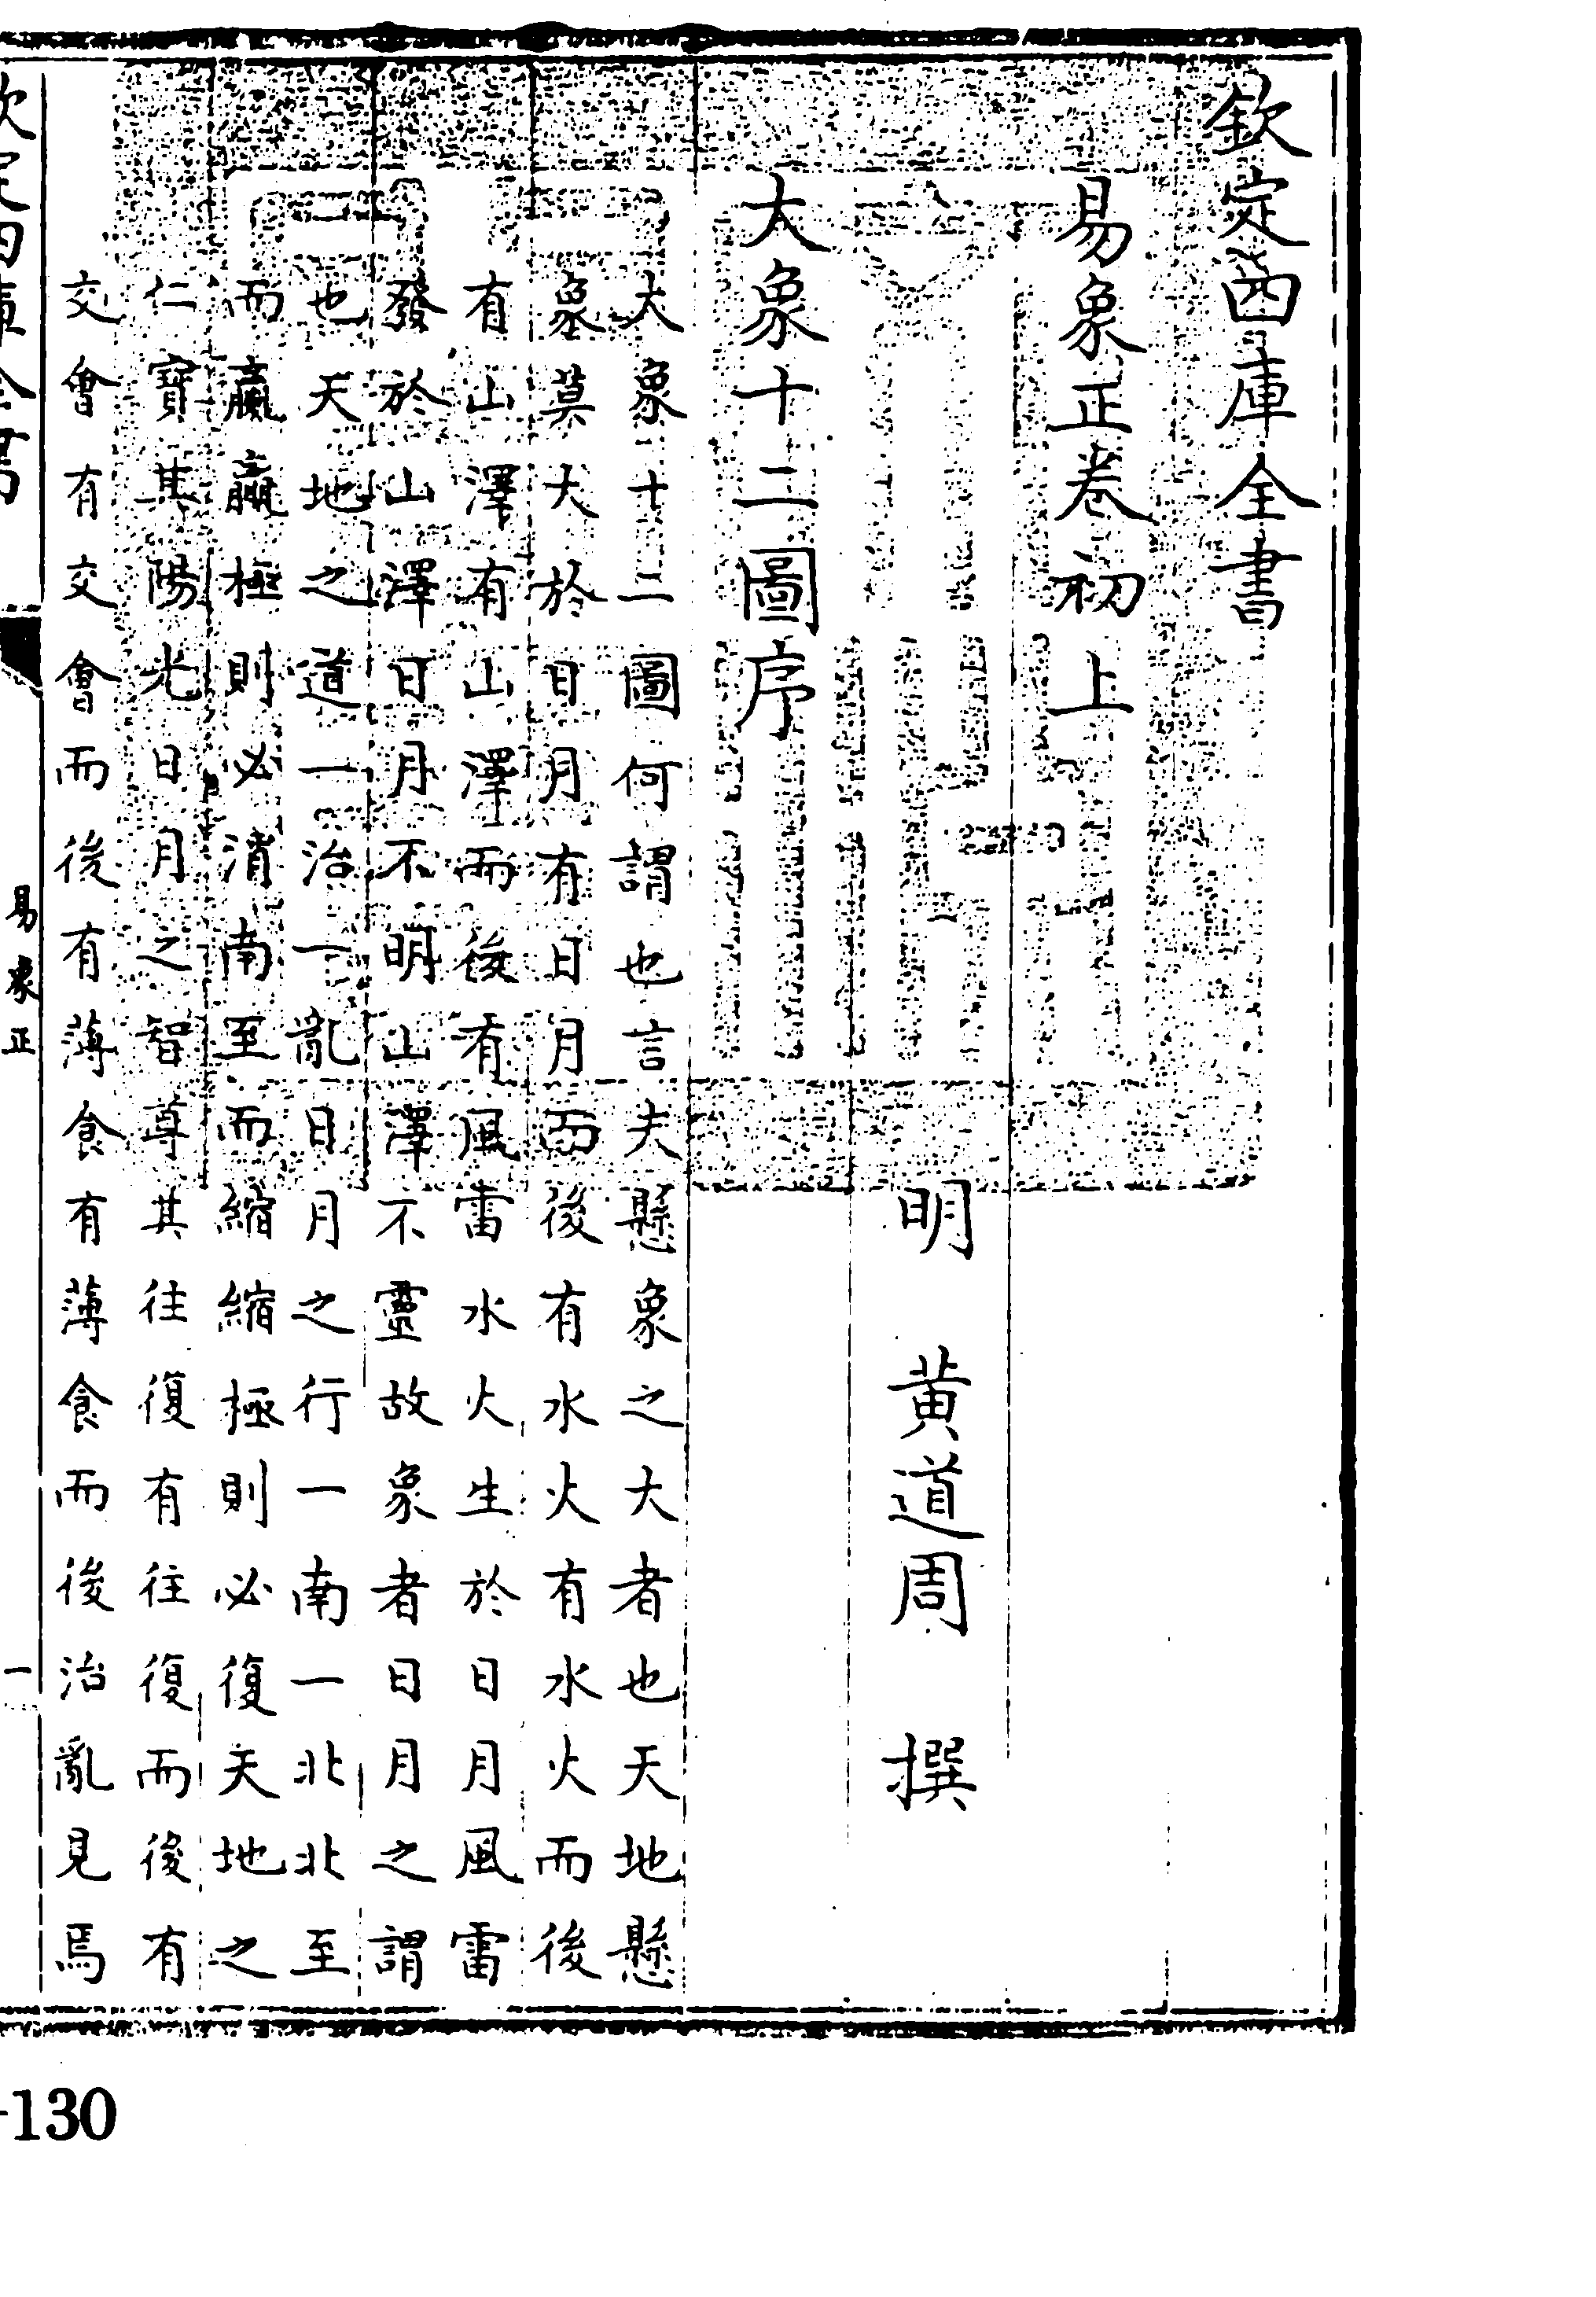 欽定四庫全書
易象正卷初上
明 黄道周 撰
大象十二圖序
大象十二圖何謂也言夫懸象之大者也天地懸
象莫大於日月有日月而後有水火有水火而後
有山澤有山澤而後有風雷水火生於日月風雷
發於山澤日月不明山澤不靈故象者日月之謂
也天地之道一治一亂日月之行一南一北北至
而贏贏極則必消南至而縮縮極則必復天地之
仁寶其陽光日月之智尊其往復有往復而後有
交會有交會而後有薄食有薄食而後治亂見焉
易象正
一
-130